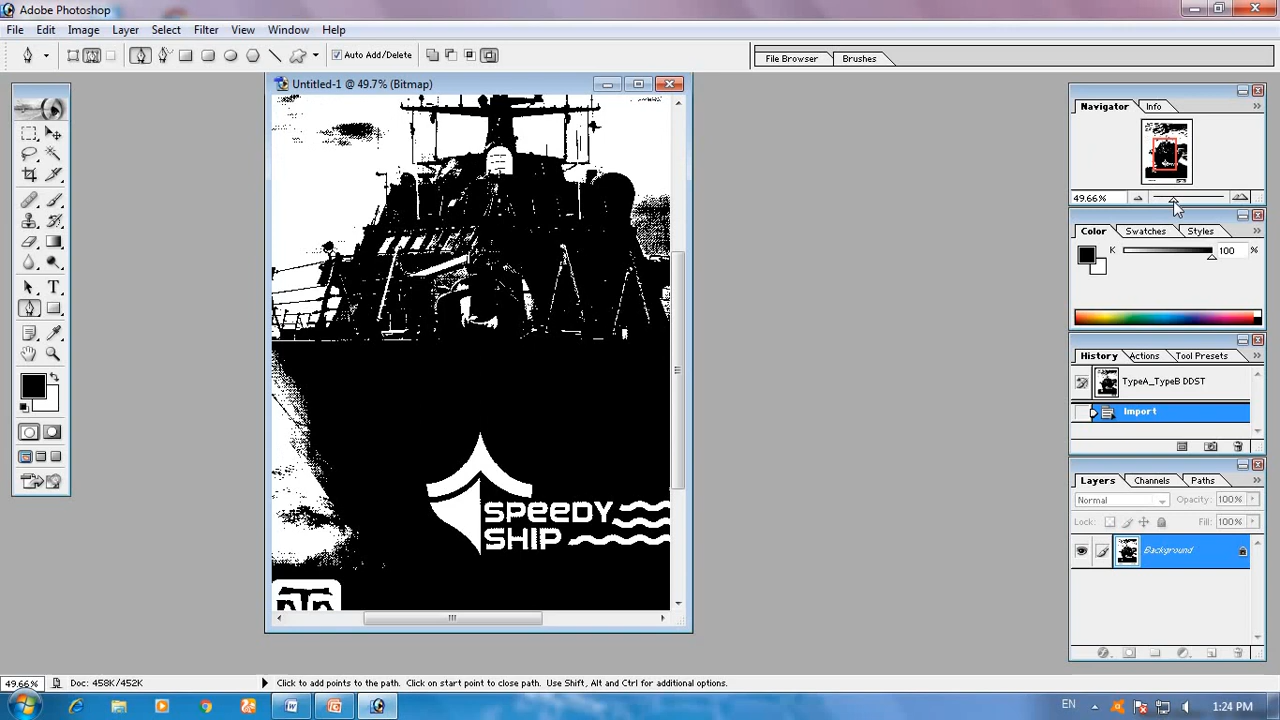 Adobe Photoshop
File Edit Image Layer Select Filter View Window Help
Auto Add/Delete
File Browser Brushes
Untitled-1 @ 49.7% (Bitmap)
SPEEDY
SHIP
Navigator Info
49.66%
Color Swatches Styles
K 100 %
History Actions Tool Presets
TypeA_TypeB DDST
Import
Layers Channels Paths
Normal Opacity: 100%
Lock: Fill: 100%
Background
49.66% Doc: 458K/452K Click to add points to the path. Click on start point to close path. Use Shift, Alt and Ctrl for additional options.
EN 1:24 PM